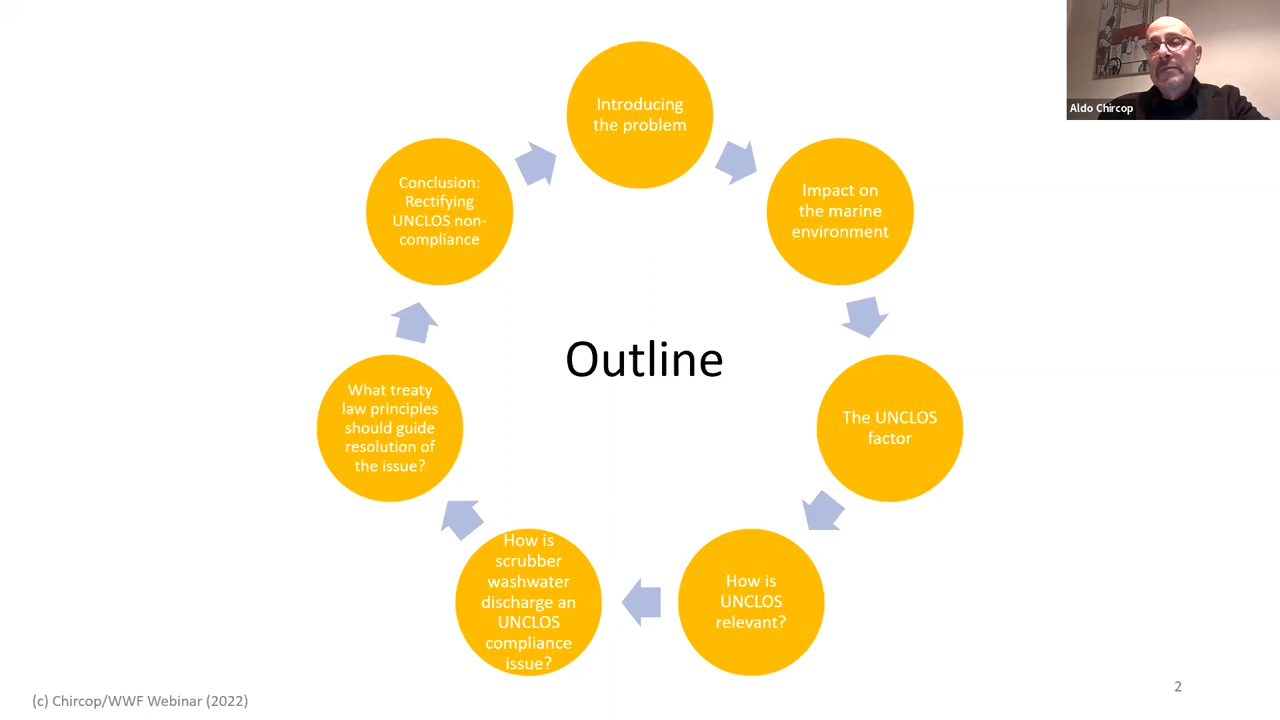 Introducing
the problem
Impact on
the marine
environment
The UNCLOS
factor
How is
UNCLOS
relevant?
How is
scrubber
washwater
discharge an
UNCLOS
compliance
issue?
What treaty
law principles
should guide
resolution of
the issue?
Conclusion:
Rectifying
UNCLOS non-
compliance
Outline
Aldo Chircop
(c) Chircop/WWF Webinar (2022)
2